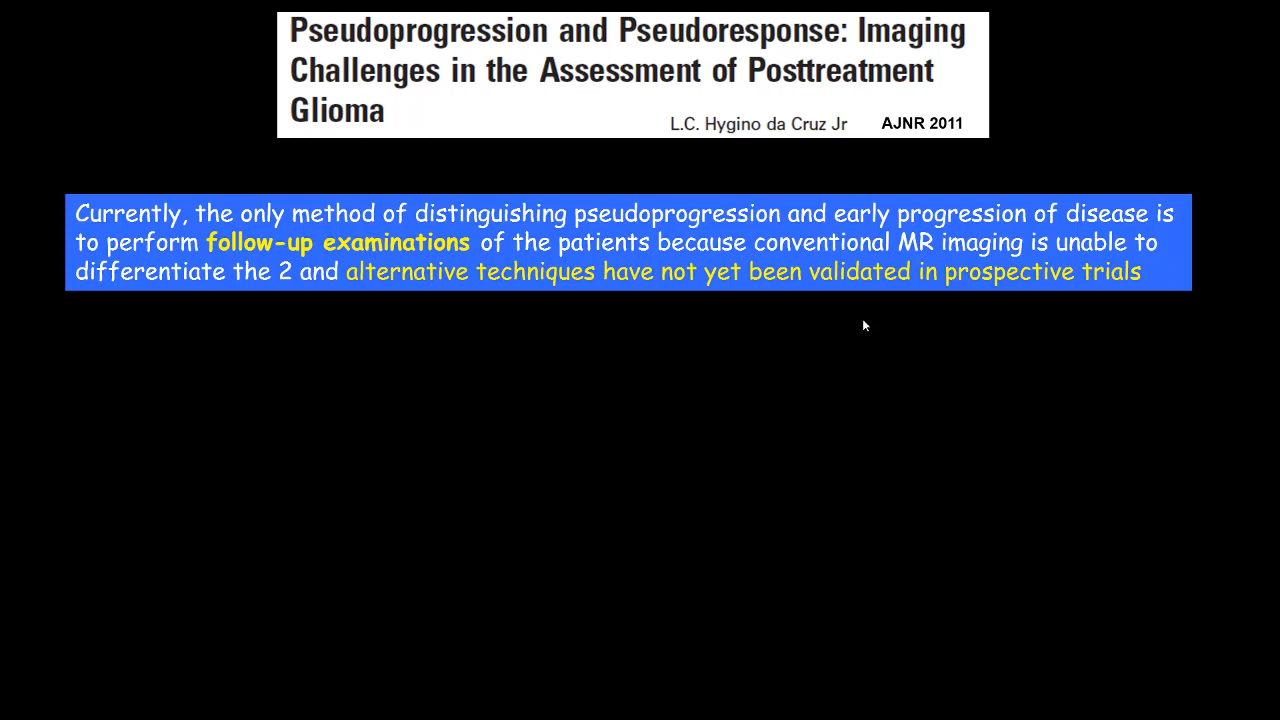 Pseudoprogression and Pseudoresponse: Imaging
Challenges in the Assessment of Posttreatment
Glioma
L.C. Hygino da Cruz Jr AJNR 2011
Currently, the only method of distinguishing pseudoprogression and early progression of disease is
to perform follow-up examinations of the patients because conventional MR imaging is unable to
differentiate the 2 and alternative techniques have not yet been validated in prospective trials